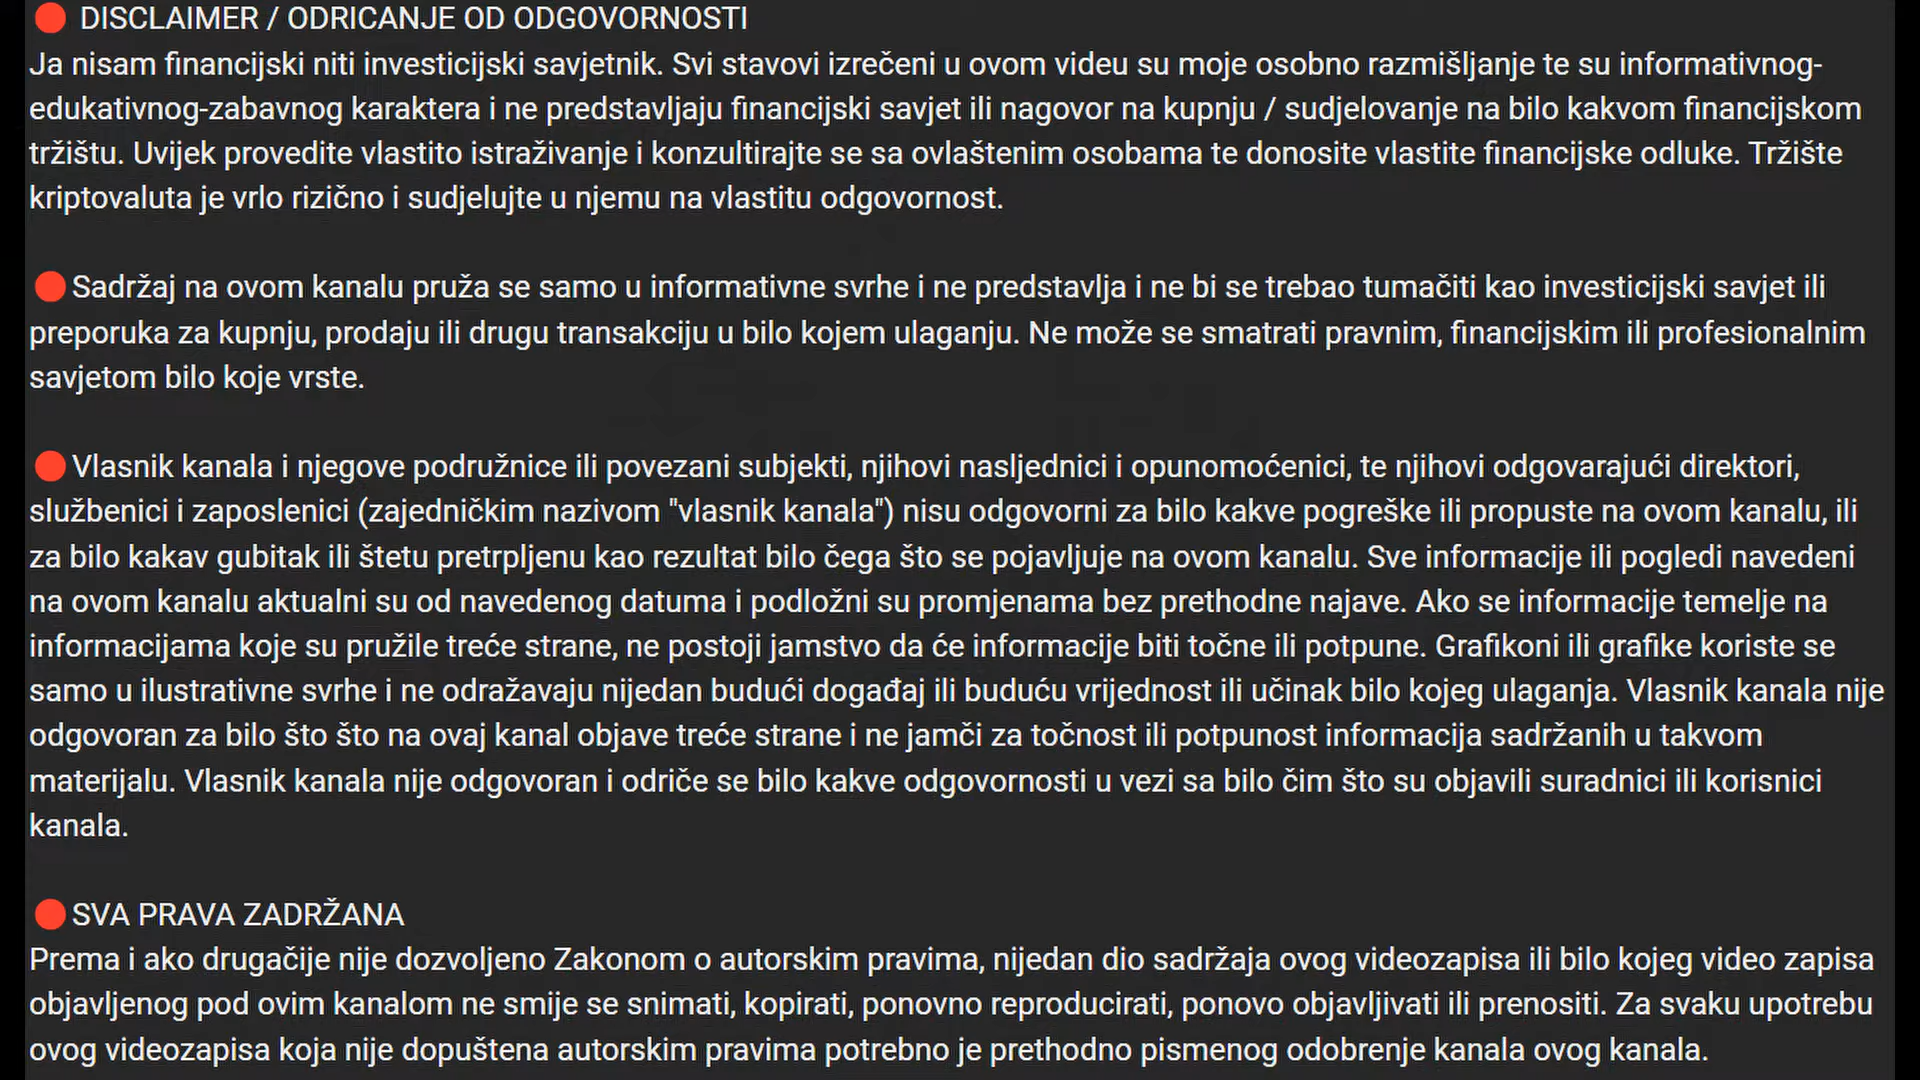 🔴 DISCLAIMER / ODRICANJE OD ODGOVORNOSTI
Ja nisam financijski niti investicijski savjetnik. Svi stavovi izrečeni u ovom videu su moje osobno razmišljanje te su informativnog-
edukativnog-zabavnog karaktera i ne predstavljaju financijski savjet ili nagovor na kupnju / sudjelovanje na bilo kakvom financijskom
tržištu. Uvijek provedite vlastito istraživanje i konzultirajte se sa ovlaštenim osobama te donosite vlastite financijske odluke. Tržište
kriptovaluta je vrlo rizično i sudjelujte u njemu na vlastitu odgovornost.
🔴Sadržaj na ovom kanalu pruža se samo u informativne svrhe i ne predstavlja i ne bi se trebao tumačiti kao investicijski savjet ili
preporuka za kupnju, prodaju ili drugu transakciju u bilo kojem ulaganju. Ne može se smatrati pravnim, financijskim ili profesionalnim
savjetom bilo koje vrste.
🔴Vlasnik kanala i njegove podružnice ili povezani subjekti, njihovi nasljednici i opunomoćenici, te njihovi odgovarajući direktori,
službenici i zaposlenici (zajedničkim nazivom "vlasnik kanala") nisu odgovorni za bilo kakve pogreške ili propuste na ovom kanalu, ili
za bilo kakav gubitak ili štetu pretrpljenu kao rezultat bilo čega što se pojavljuje na ovom kanalu. Sve informacije ili pogledi navedeni
na ovom kanalu aktualni su od navedenog datuma i podložni su promjenama bez prethodne najave. Ako se informacije temelje na
informacijama koje su pružile treće strane, ne postoji jamstvo da će informacije biti točne ili potpune. Grafikoni ili grafike koriste se
samo u ilustrativne svrhe i ne odražavaju nijedan budući događaj ili buduću vrijednost ili učinak bilo kojeg ulaganja. Vlasnik kanala nije
odgovoran za bilo što što na ovaj kanal objave treće strane i ne jamči za točnost ili potpunost informacija sadržanih u takvom
materijalu. Vlasnik kanala nije odgovoran i odriče se bilo kakve odgovornosti u vezi sa bilo čim što su objavili suradnici ili korisnici
kanala.
🔴SVA PRAVA ZADRŽANA
Prema i ako drugačije nije dozvoljeno Zakonom o autorskim pravima, nijedan dio sadržaja ovog videozapisa ili bilo kojeg video zapisa
objavljenog pod ovim kanalom ne smije se snimati, kopirati, ponovno reproducirati, ponovo objavljivati ili prenositi. Za svaku upotrebu
ovog videozapisa koja nije dopuštena autorskim pravima potrebno je prethodno pismenog odobrenje kanala ovog kanala.